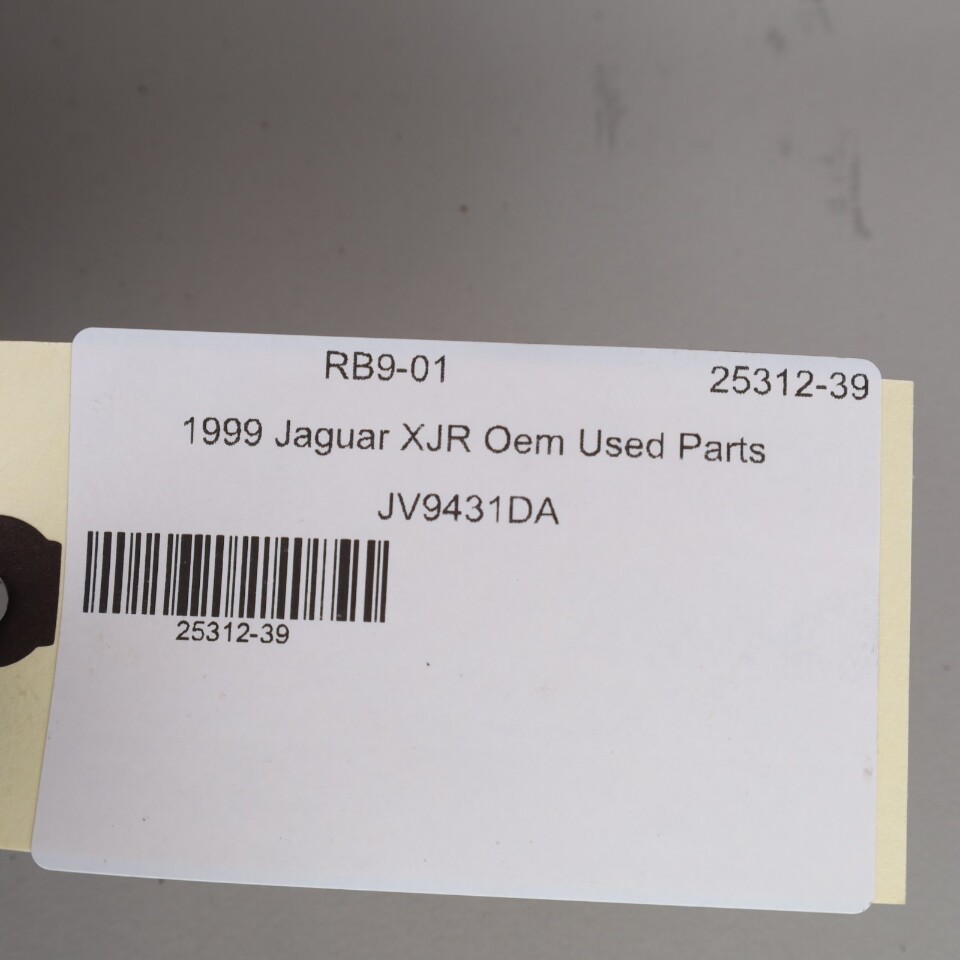 RB9-01 25312-39
1999 Jaguar XJR Oem Used Parts
JV9431DA
25312-39